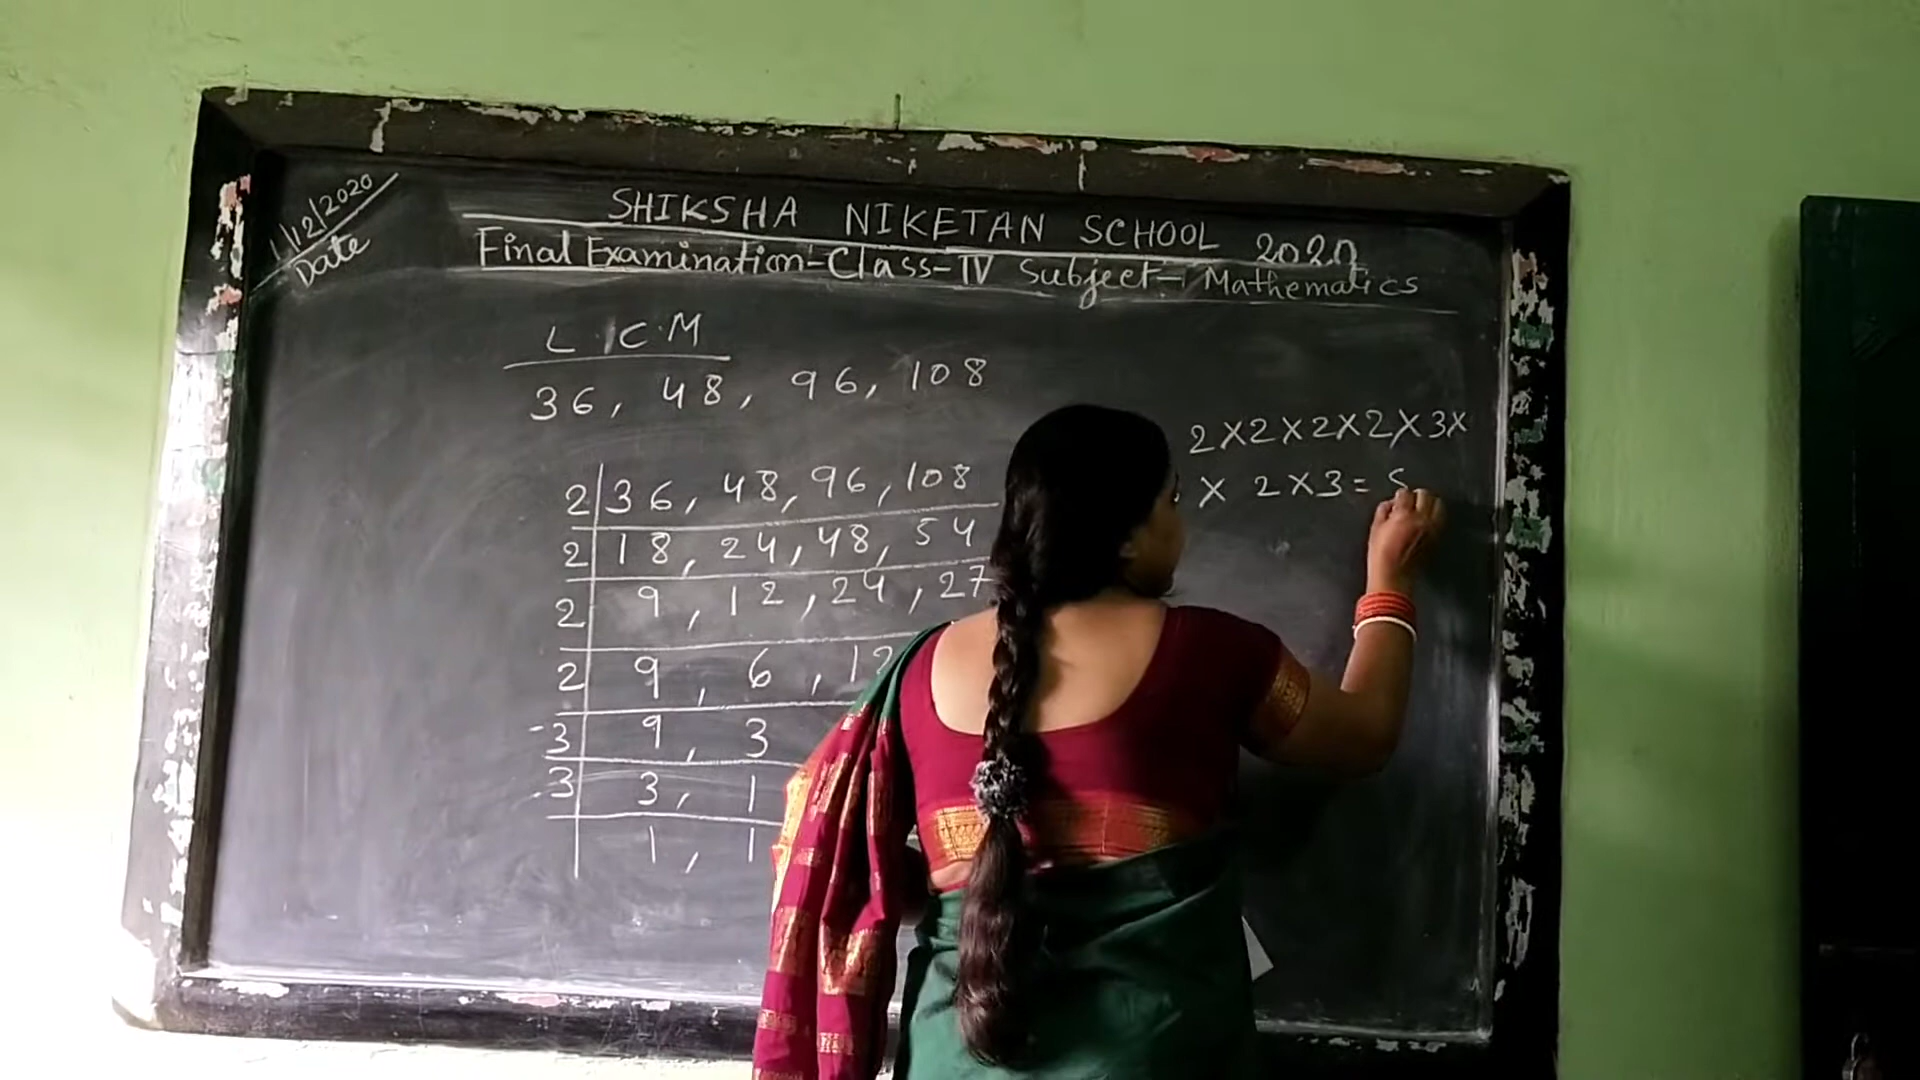 1/12/2020
Date
SHIKSHA NIKETAN SCHOOL 2020
Final Examination-Class-IV Subject- Mathematics
L.C.M
36, 48, 96, 108
2 36, 48, 96, 108
2 18, 24, 48, 54
2 9, 12, 24, 27
2 9, 6, 12
3 9, 3
3 3, 1
1, 1
2X2X2X2X3X
X 2X3=